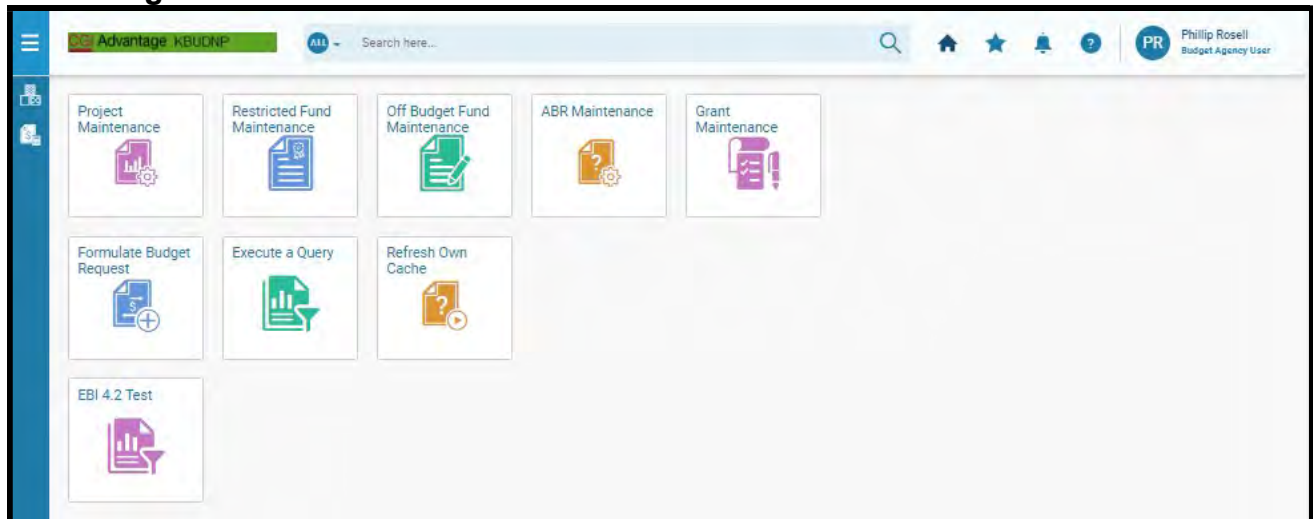 CGI Advantage KBUDNP
ALL
Search here...
?
PR
Phillip Rosell
Budget Agency User
Project
Maintenance
Restricted Fund
Maintenance
Off Budget Fund
Maintenance
ABR Maintenance
Grant
Maintenance
Formulate Budget
Request
Execute a Query
Refresh Own
Cache
EBI 4.2 Test